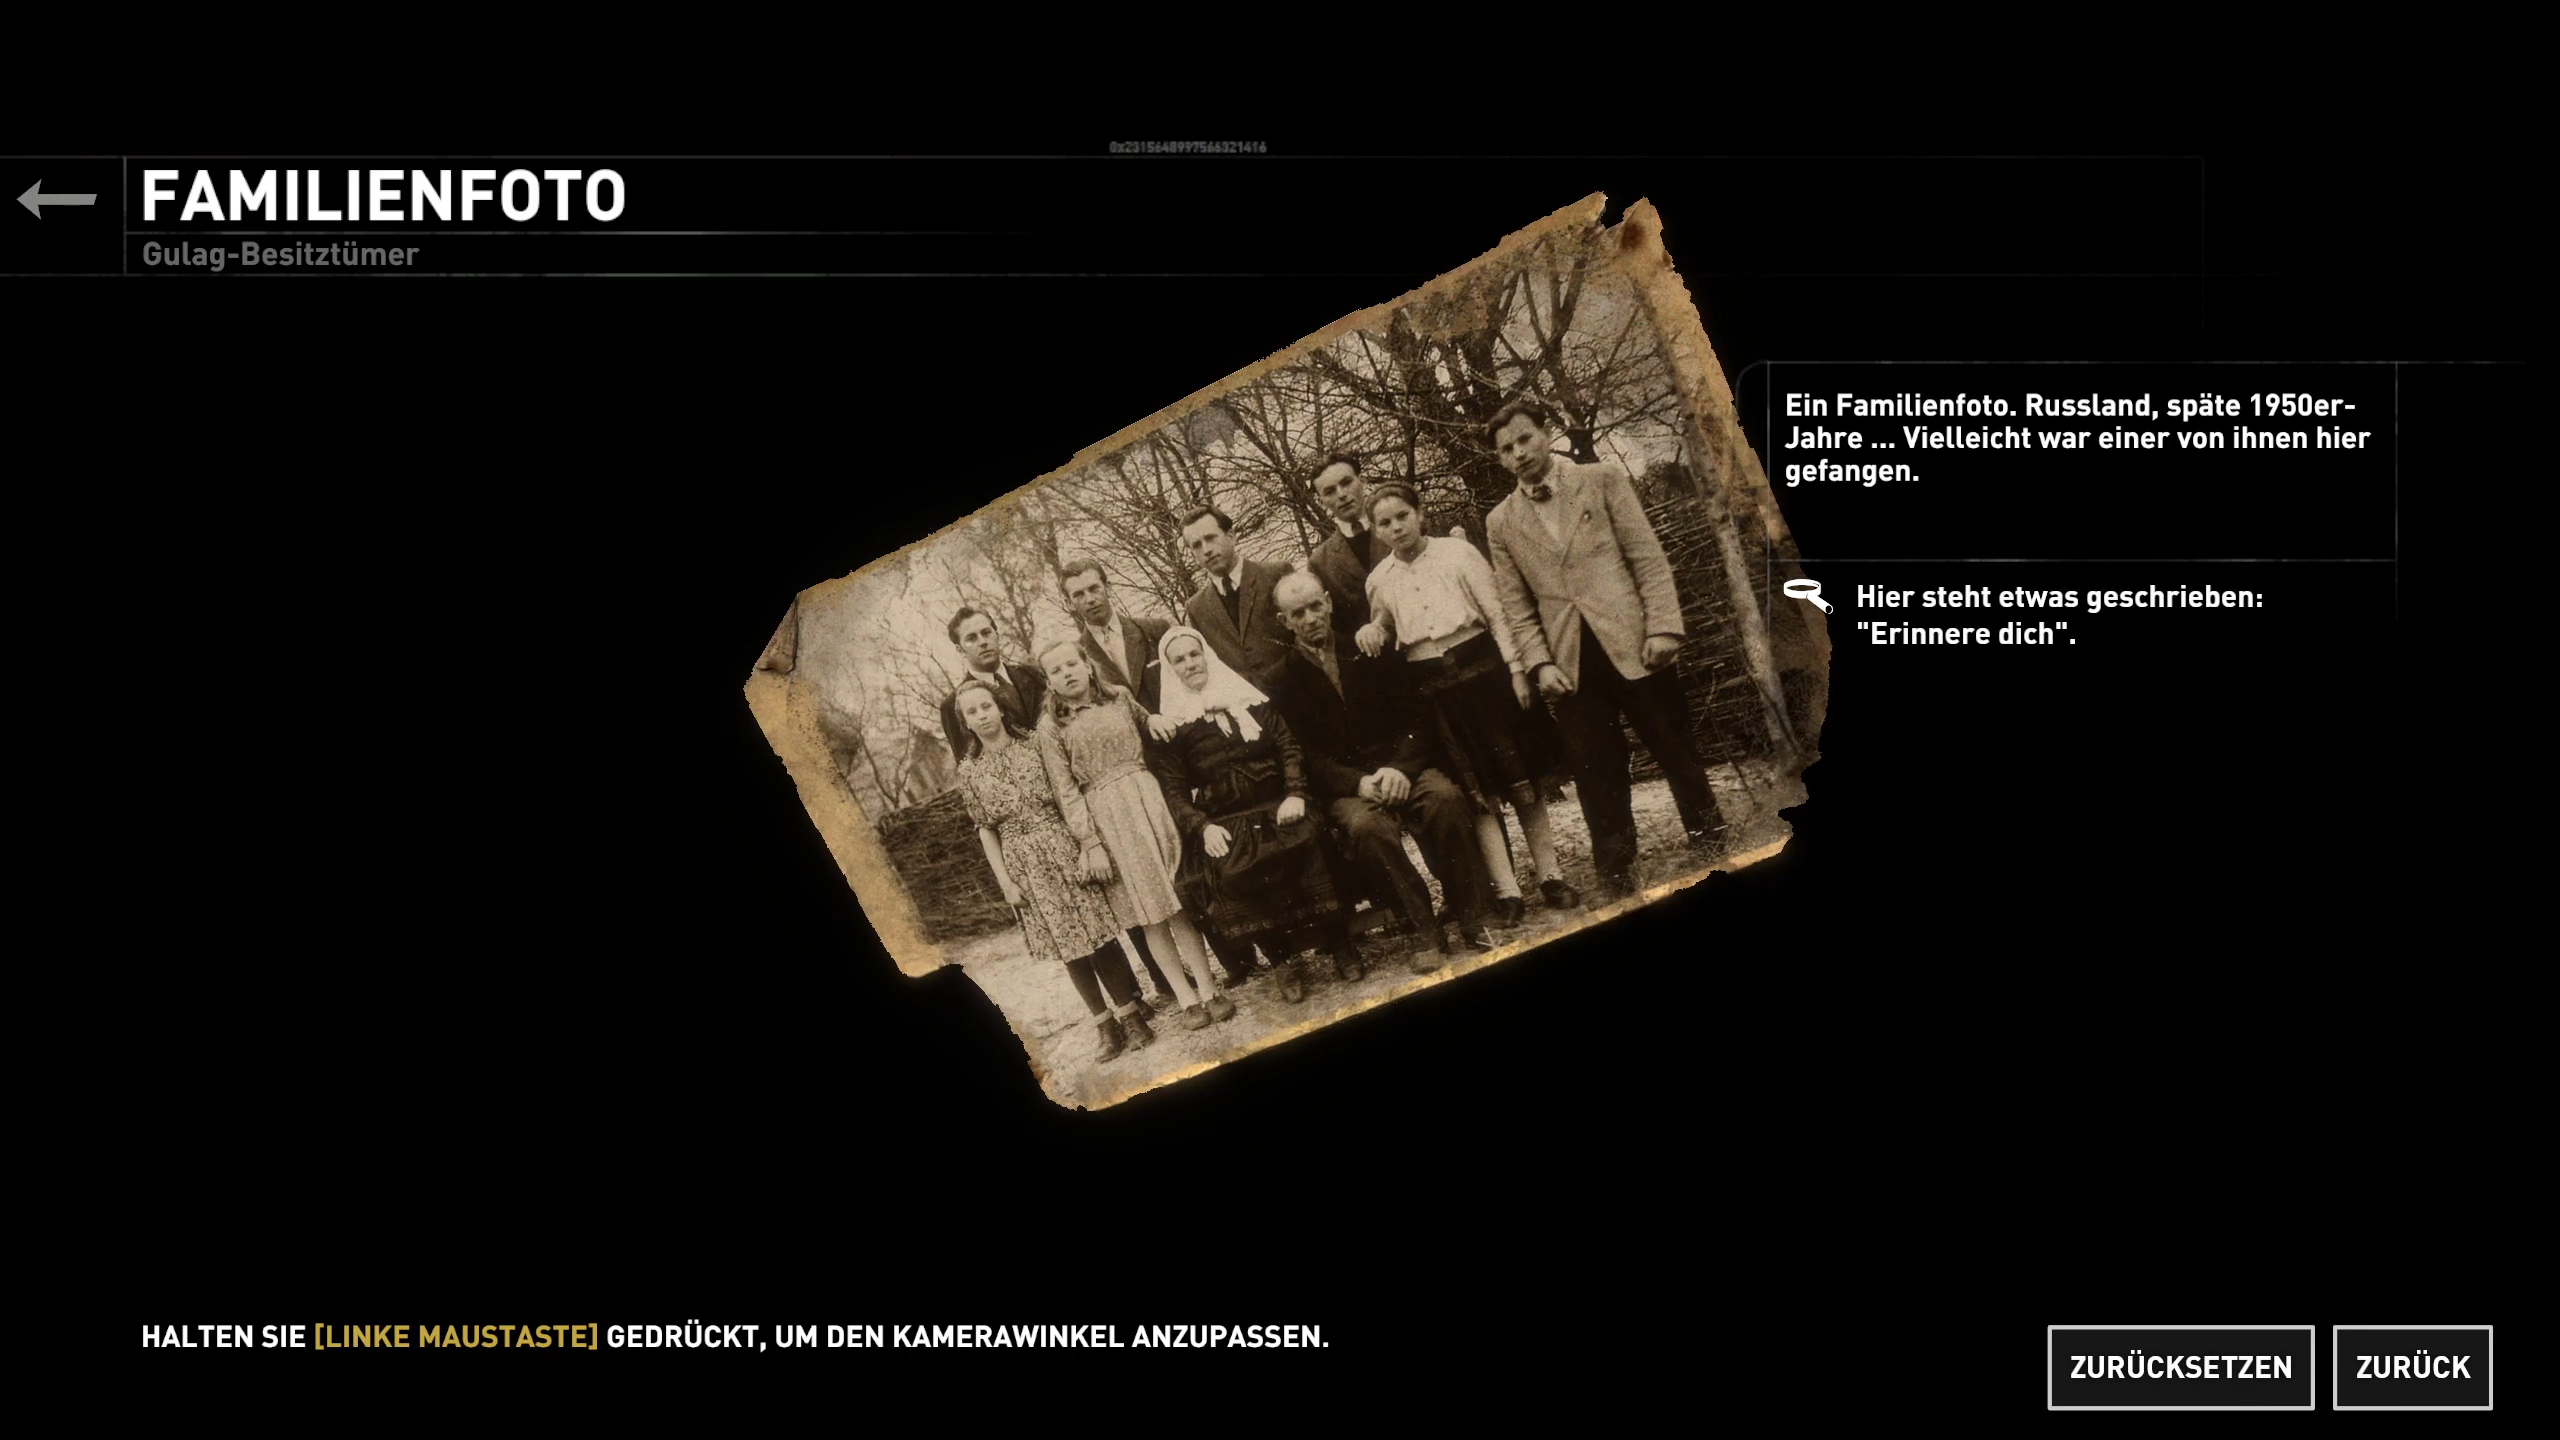 0x2315648997566321416
FAMILIENFOTO
Gulag-Besitztümer
Ein Familienfoto. Russland, späte 1950er-
Jahre ... Vielleicht war einer von ihnen hier
gefangen.
Hier steht etwas geschrieben:
"Erinnere dich".
HALTEN SIE [LINKE MAUSTASTE] GEDRÜCKT, UM DEN KAMERAWINKEL ANZUPASSEN.
ZURÜCKSETZEN
ZURÜCK